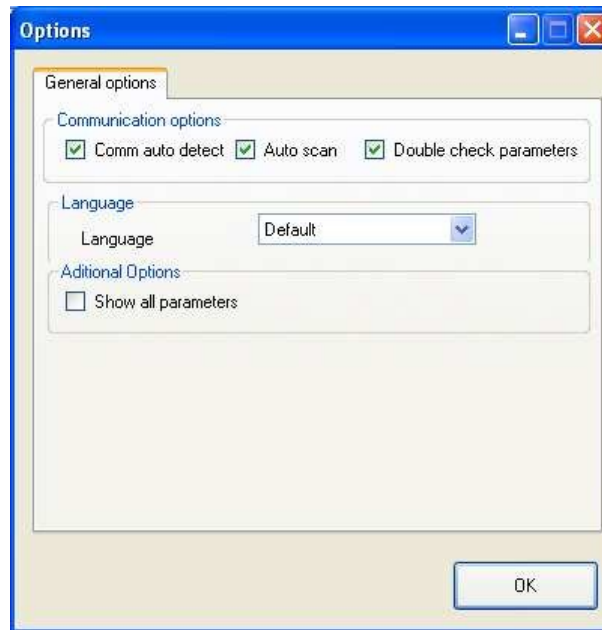 Options
General options
Communication options
Comm auto detect Auto scan Double check parameters
Language
Language Default
Aditional Options
Show all parameters
OK